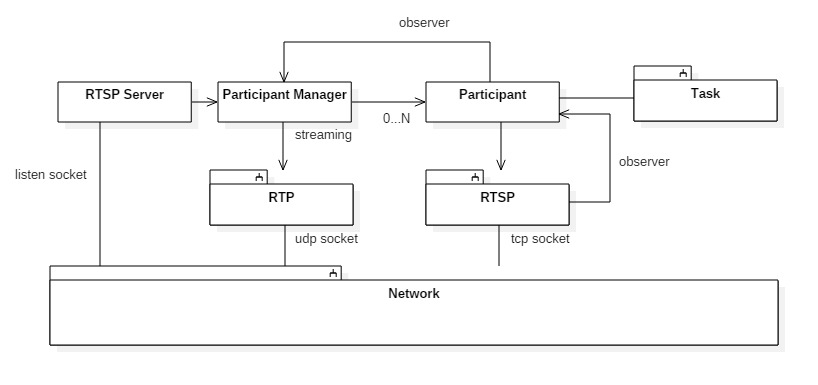 observer
RTSP Server
Participant Manager
Participant
Task
0...N
streaming
observer
listen socket
RTP
RTSP
udp socket
tcp socket
Network